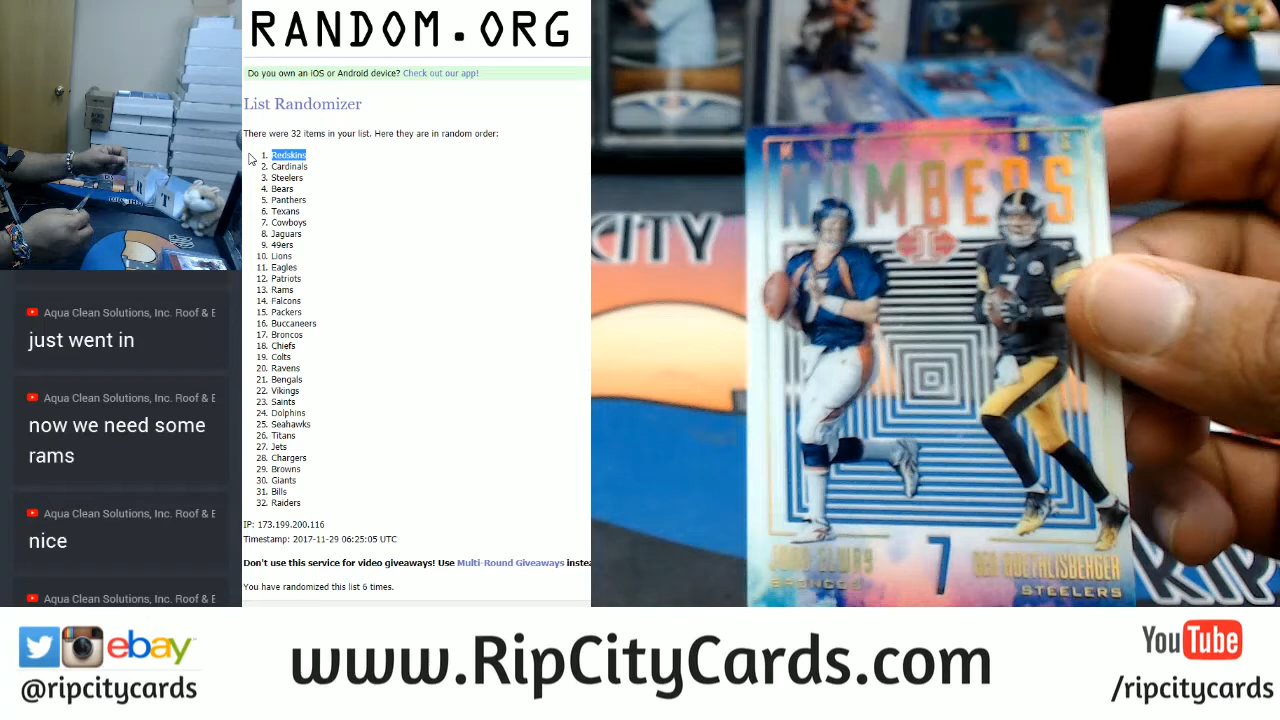 RANDOM.ORG
Do you own an iOS or Android device? Check out our app!
List Randomizer
There were 32 items in your list. Here they are in random order:
1. Redskins
2. Cardinals
3. Steelers
4. Bears
5. Panthers
6. Texans
7. Cowboys
8. Jaguars
9. 49ers
10. Lions
11. Eagles
12. Patriots
13. Rams
14. Falcons
15. Packers
16. Buccaneers
17. Broncos
18. Chiefs
19. Colts
20. Ravens
21. Bengals
22. Vikings
23. Saints
24. Dolphins
25. Seahawks
26. Titans
27. Jets
28. Chargers
29. Browns
30. Giants
31. Bills
32. Raiders
IP: 173.199.200.116
Timestamp: 2017-11-29 06:25:05 UTC
Don't use this service for video giveaways! Use Multi-Round Giveaways inste
You have randomized this list 6 times.
Aqua Clean Solutions, Inc. Roof & E
just went in
Aqua Clean Solutions, Inc. Roof & E
now we need some
rams
Aqua Clean Solutions, Inc. Roof & E
nice
Aqua Clean Solutions, Inc. Roof & E
CITY
NUMBERS
I
7
JOHN ELWAY
BRONCOS
7
BEN ROETHLISBERGER
STEELERS
RIP
ebay
@ripcitycards
www.RipCityCards.com
YouTube
/ripcitycards